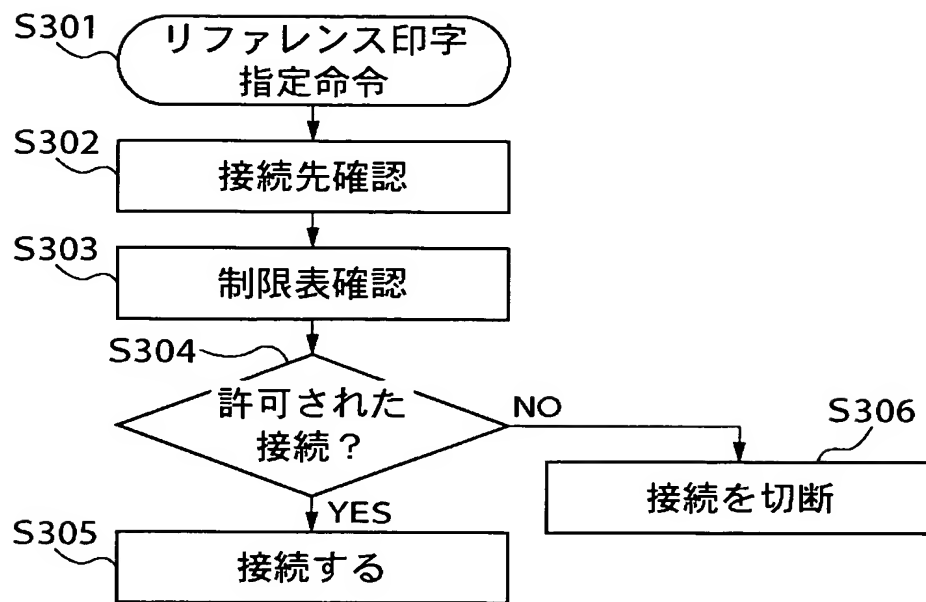 S301
リファレンス印字
指定命令
S302
接続先確認
S303
制限表確認
S304
許可された
接続？
NO
S306
接続を切断
YES
S305
接続する